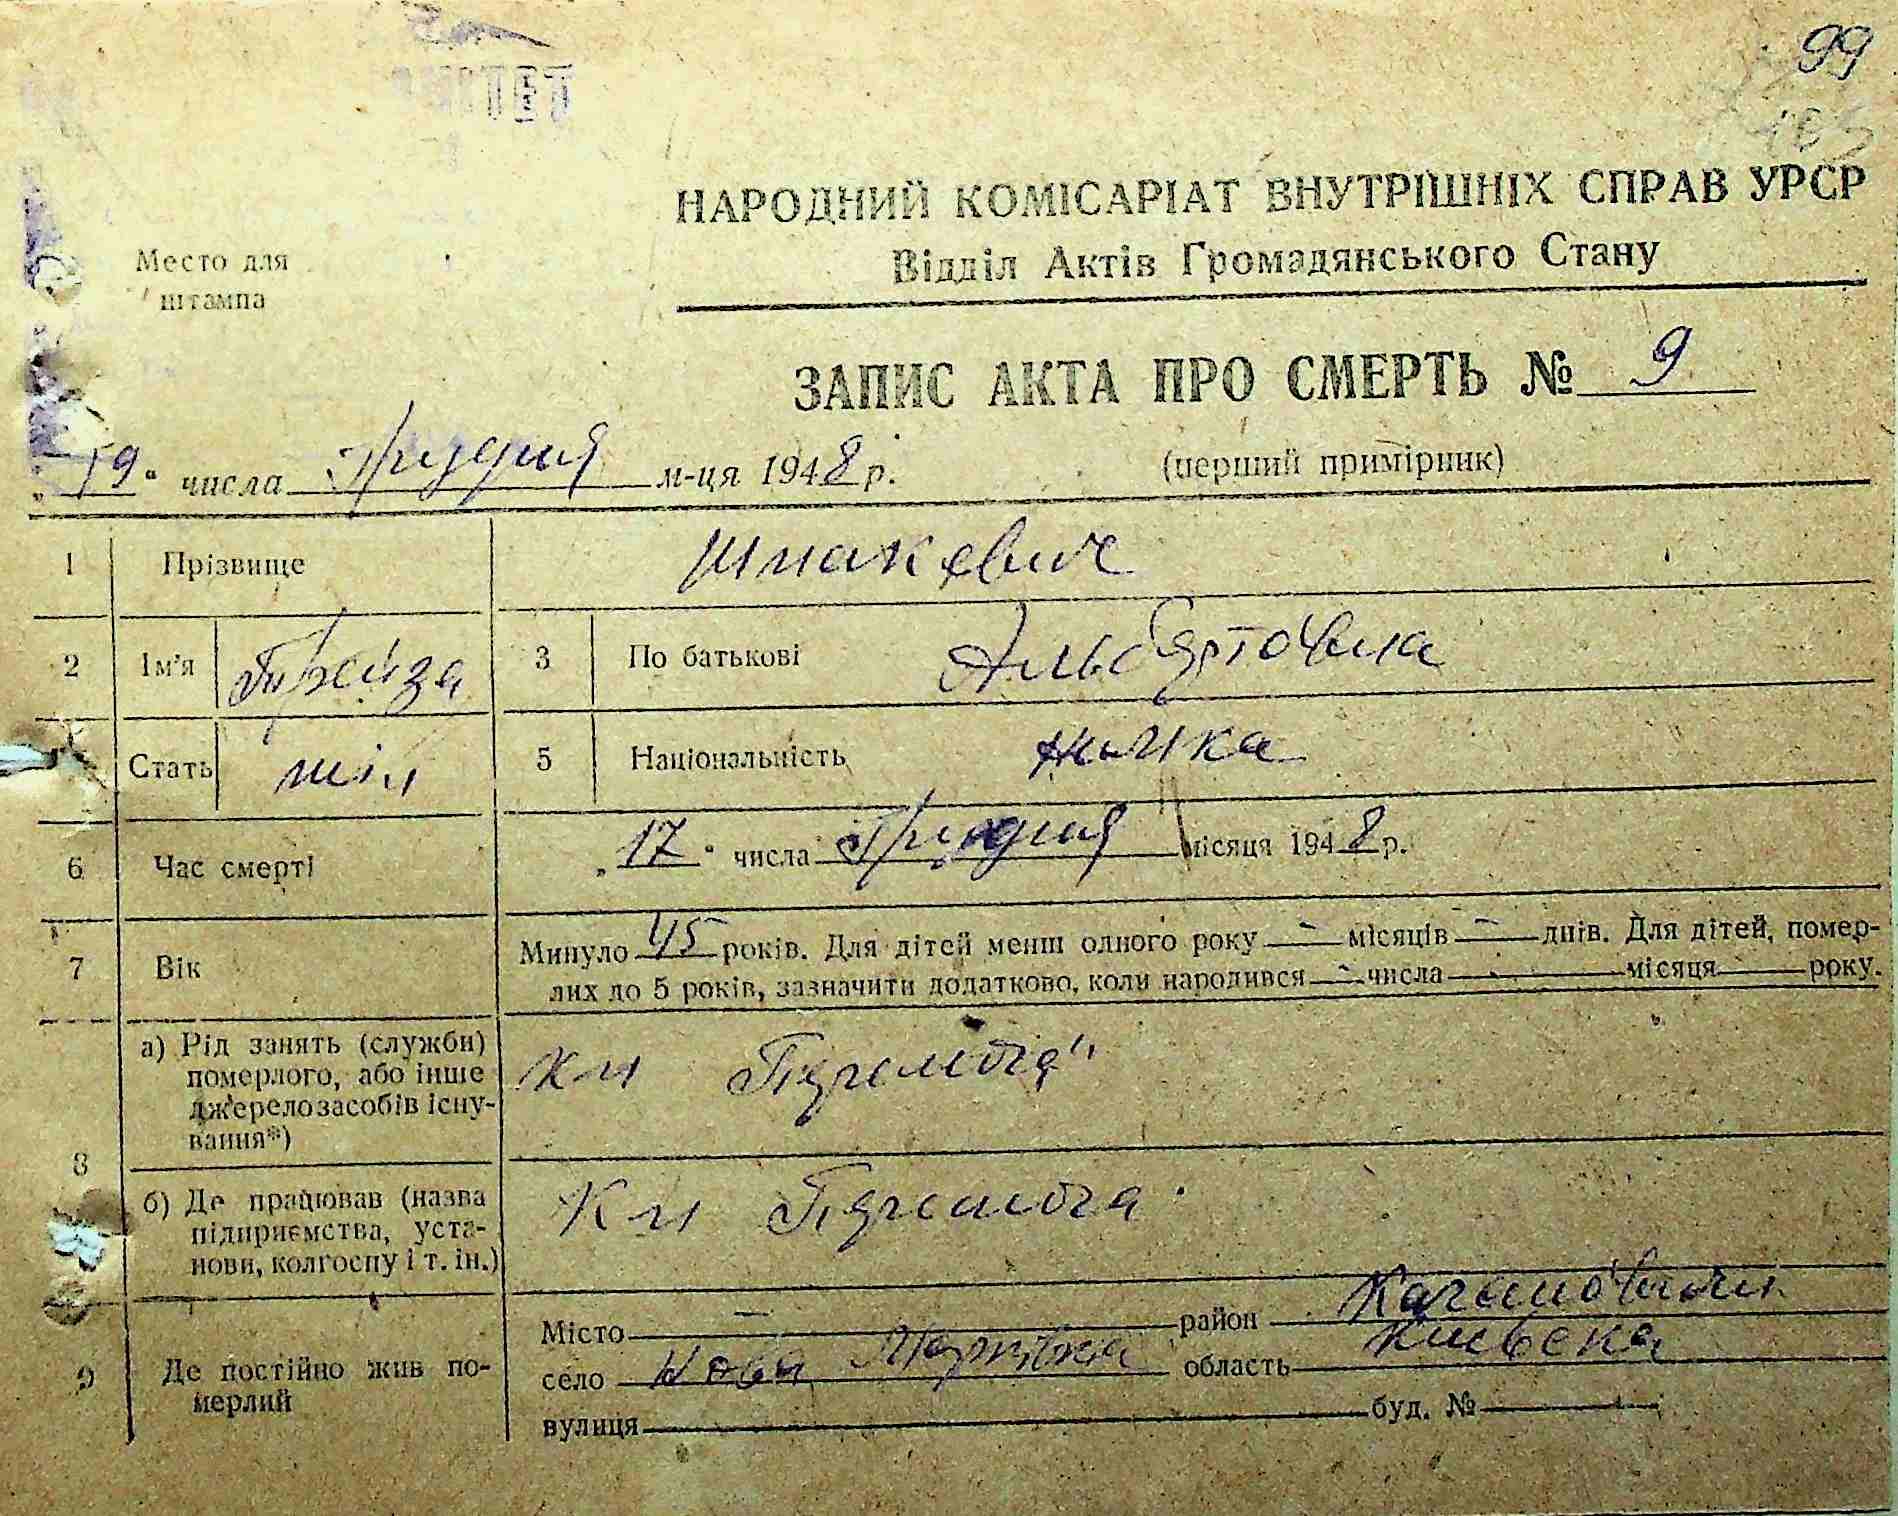 99
НАРОДНИЙ КОМІСАРІАТ ВНУТРІШНІХ СПРАВ УРСР
Відділ Актів Громадянського Стану
Место для
штампа
ЗАПИС АКТА ПРО СМЕРТЬ № 9
„19“ числа Грудня м-ця 1948 р. (перший примірник)
1 Прізвище Шпакевич
2 Ім'я 3 По батькові Альбертовна
Стать жін 5 Національність німка
6 Час смерті „17“ числа Грудня місяця 1948 р.
7 Вік Минуло 45 років. Для дітей менш одного року – місяців – днів. Для дітей, помер-
лих до 5 років, зазначити додатково, коли народився – числа місяця року.
8 а) Рід занять (служби)
померлого, або інше
джерело засобів існу-
вання*)
к-п Перемога"
б) Де працював (назва
підприємства, уста-
нови, колгоспу і т. ін.)
К-п Перемога
9 Де постійно жив по-
мерлий
Місто – район
село Нова область Київська
вулиця буд. №